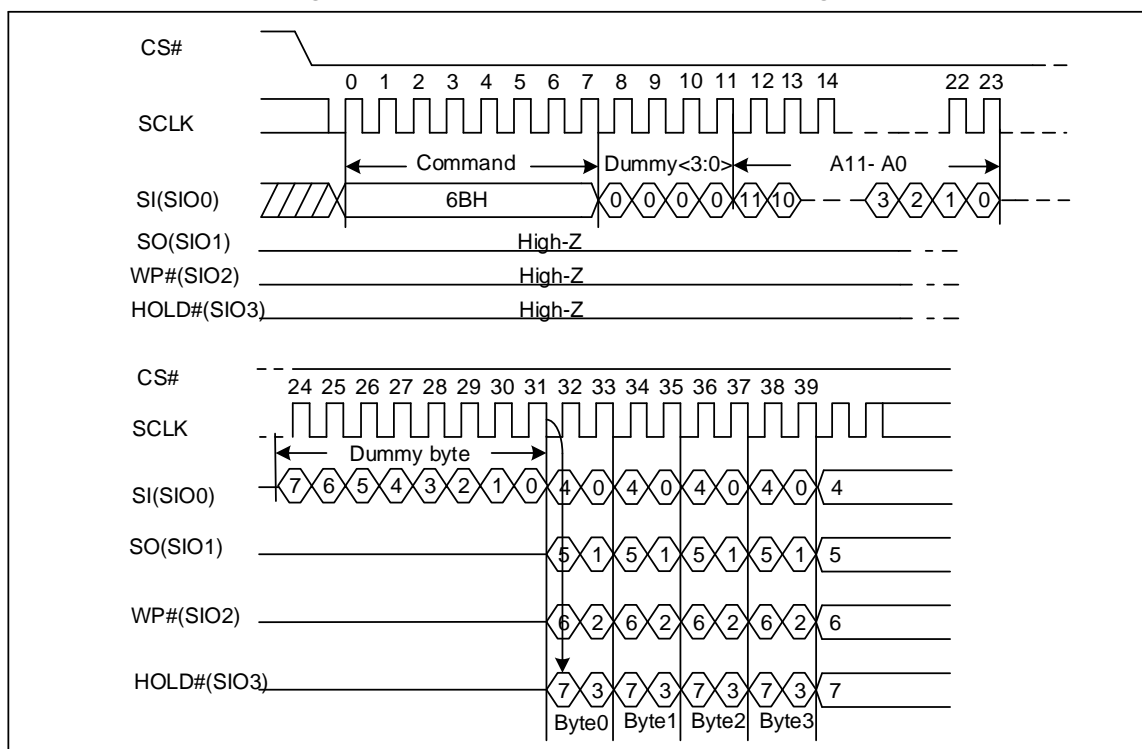 CS#
0 1 2 3 4 5 6 7 8 9 10 11 12 13 14 22 23
SCLK
Command Dummy<3:0> A11- A0
SI(SIO0) 6BH 0 0 0 0 11 10 3 2 1 0
SO(SIO1) High-Z
WP#(SIO2) High-Z
HOLD#(SIO3) High-Z
CS#
24 25 26 27 28 29 30 31 32 33 34 35 36 37 38 39
SCLK
Dummy byte
SI(SIO0) 7 6 5 4 3 2 1 0 4 0 4 0 4 0 4 0 4
SO(SIO1) 5 1 5 1 5 1 5 1 5
WP#(SIO2) 6 2 6 2 6 2 6 2 6
HOLD#(SIO3) 7 3 7 3 7 3 7 3 7
Byte0 Byte1 Byte2 Byte3